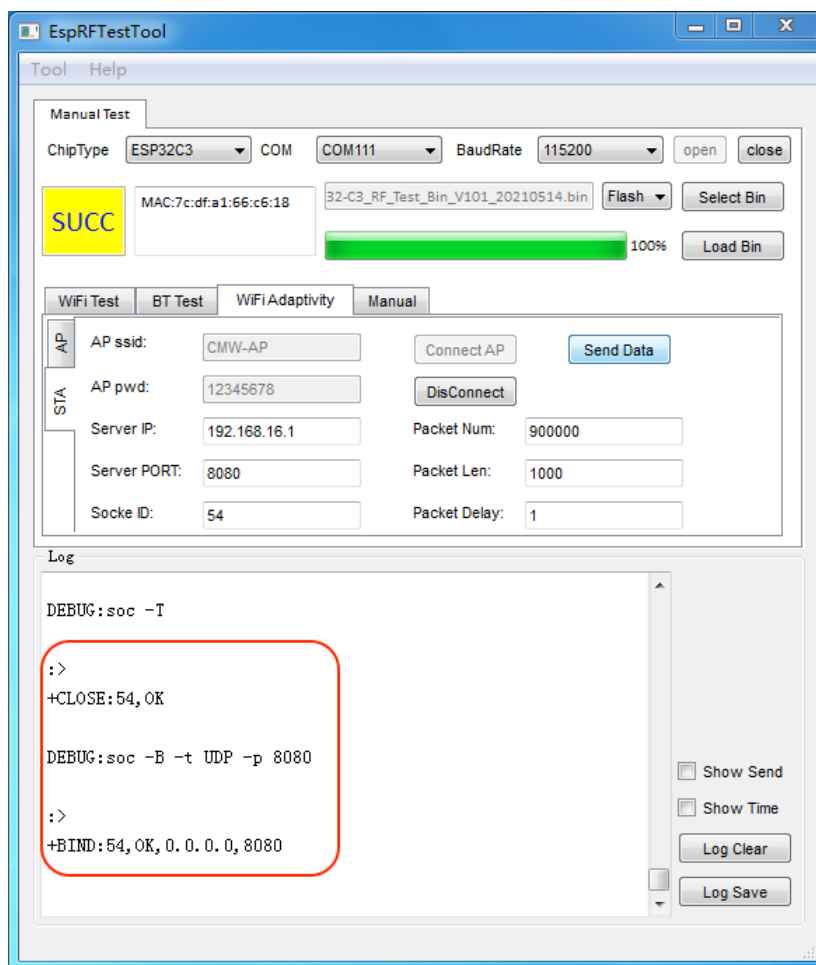 EspRFTestTool
Tool Help
Manual Test
ChipType ESP32C3 COM COM111 BaudRate 115200 open close
SUCC MAC:7c:df:a1:66:c6:18 32-C3_RF_Test_Bin_V101_20210514.bin Flash Select Bin
100% Load Bin
WiFi Test BT Test WiFi Adaptivity Manual
AP
STA
AP ssid: CMW-AP Connect AP Send Data
AP pwd: 12345678 DisConnect
Server IP: 192.168.16.1 Packet Num: 900000
Server PORT: 8080 Packet Len: 1000
Socke ID: 54 Packet Delay: 1
Log
DEBUG:soc -T
:>
+CLOSE:54,OK
DEBUG:soc -B -t UDP -p 8080
:>
+BIND:54,OK,0.0.0.0,8080
Show Send
Show Time
Log Clear
Log Save